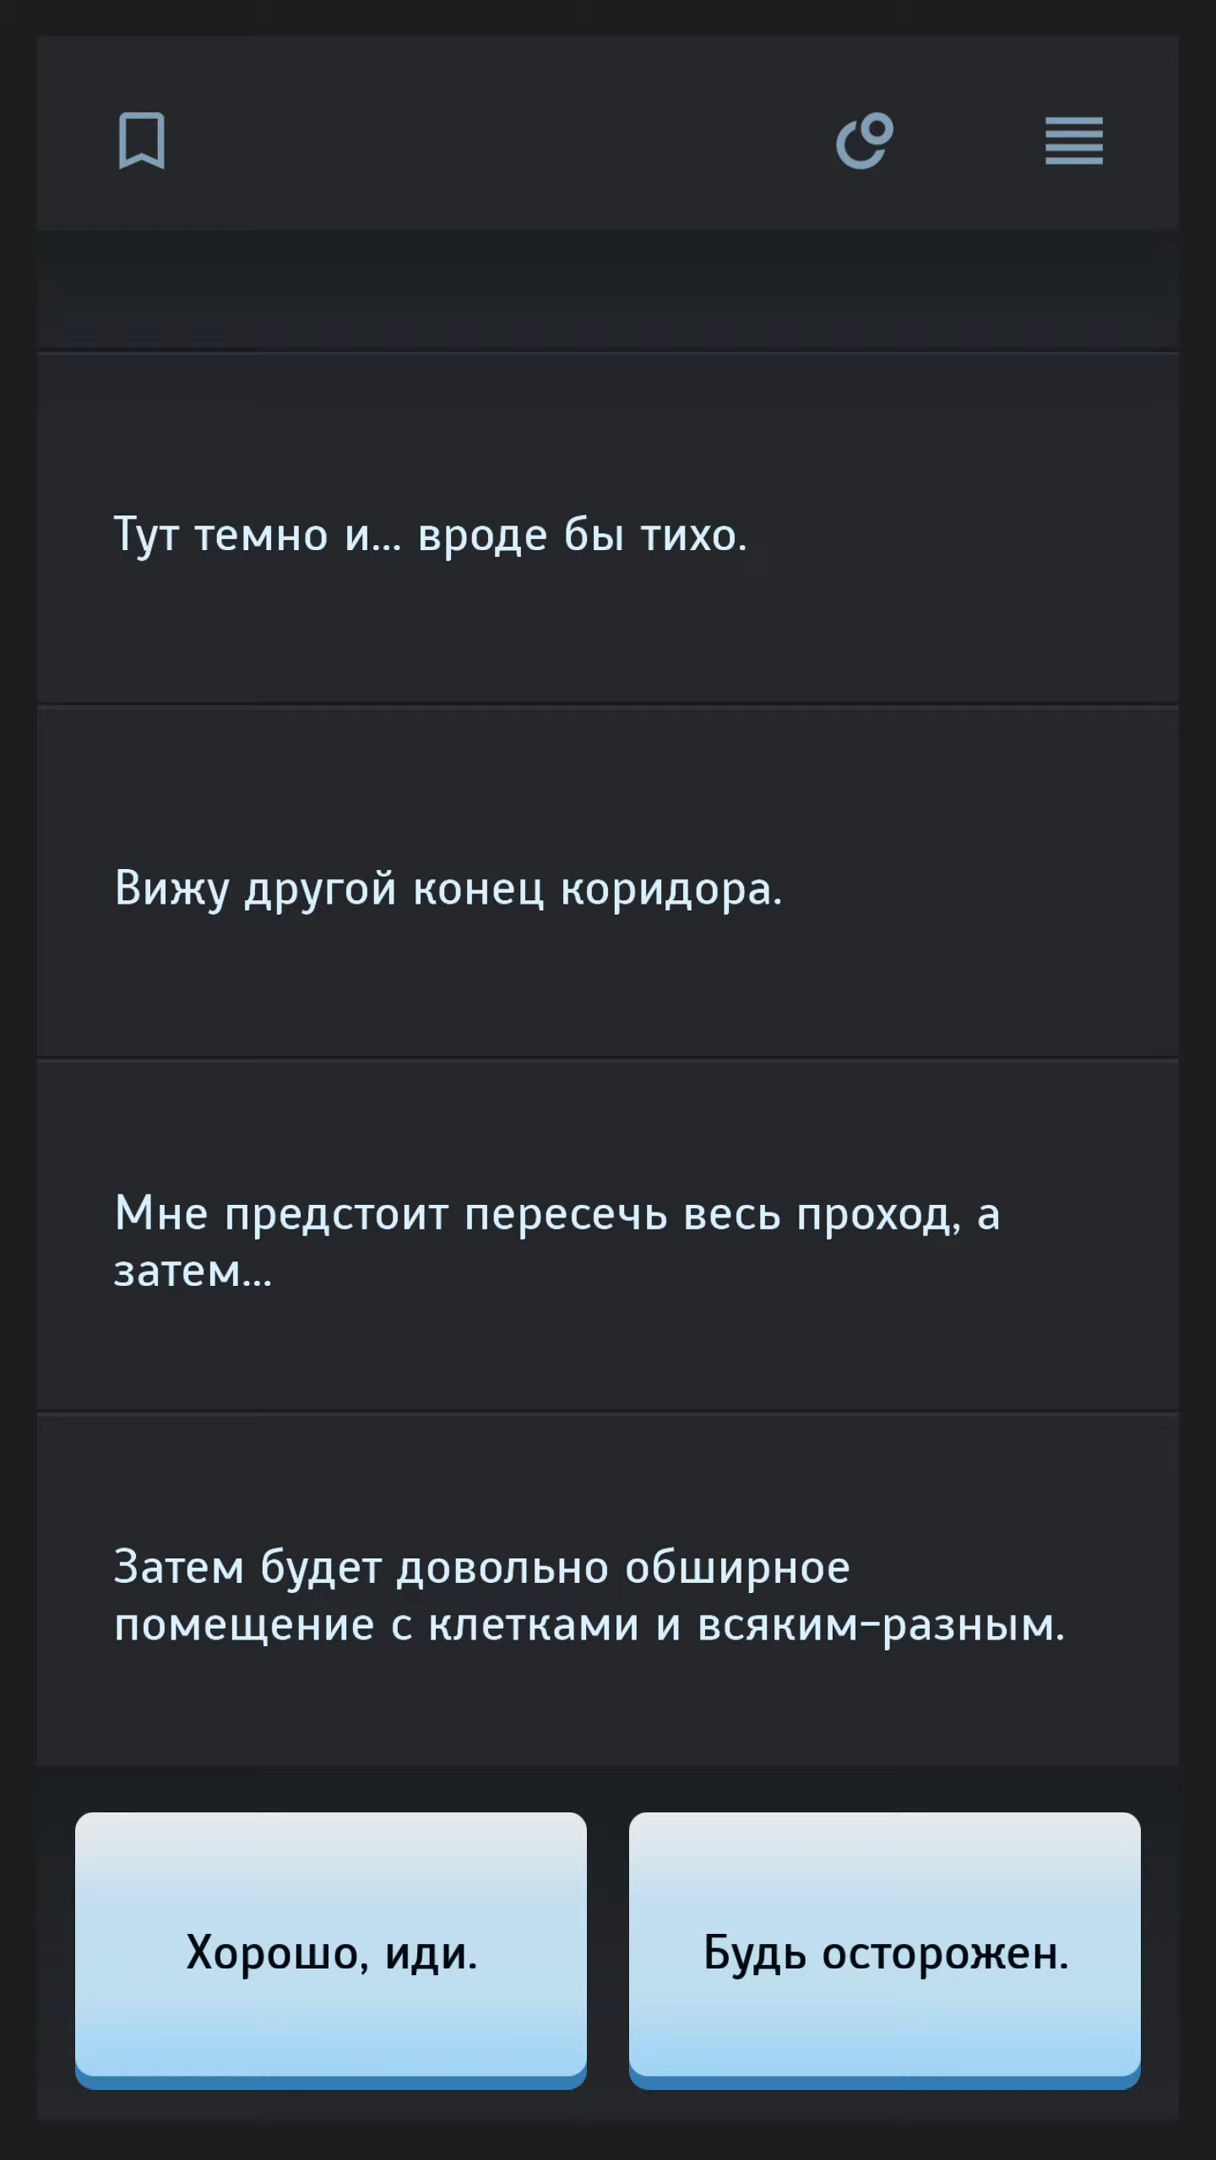 Тут темно и... вроде бы тихо.
Вижу другой конец коридора.
Мне предстоит пересечь весь проход, а
затем...
Затем будет довольно обширное
помещение с клетками и всяким-разным.
Хорошо, иди.
Будь осторожен.